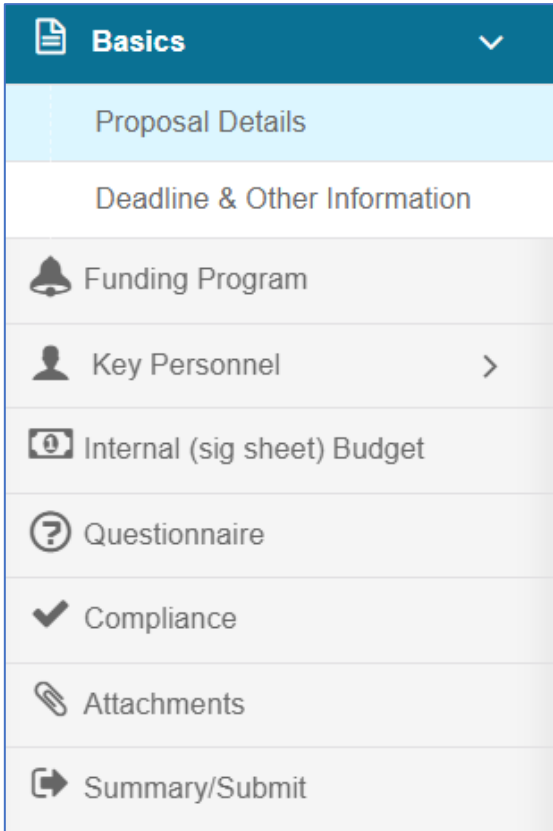 Basics
Proposal Details
Deadline & Other Information
Funding Program
Key Personnel
Internal (sig sheet) Budget
Questionnaire
Compliance
Attachments
Summary/Submit